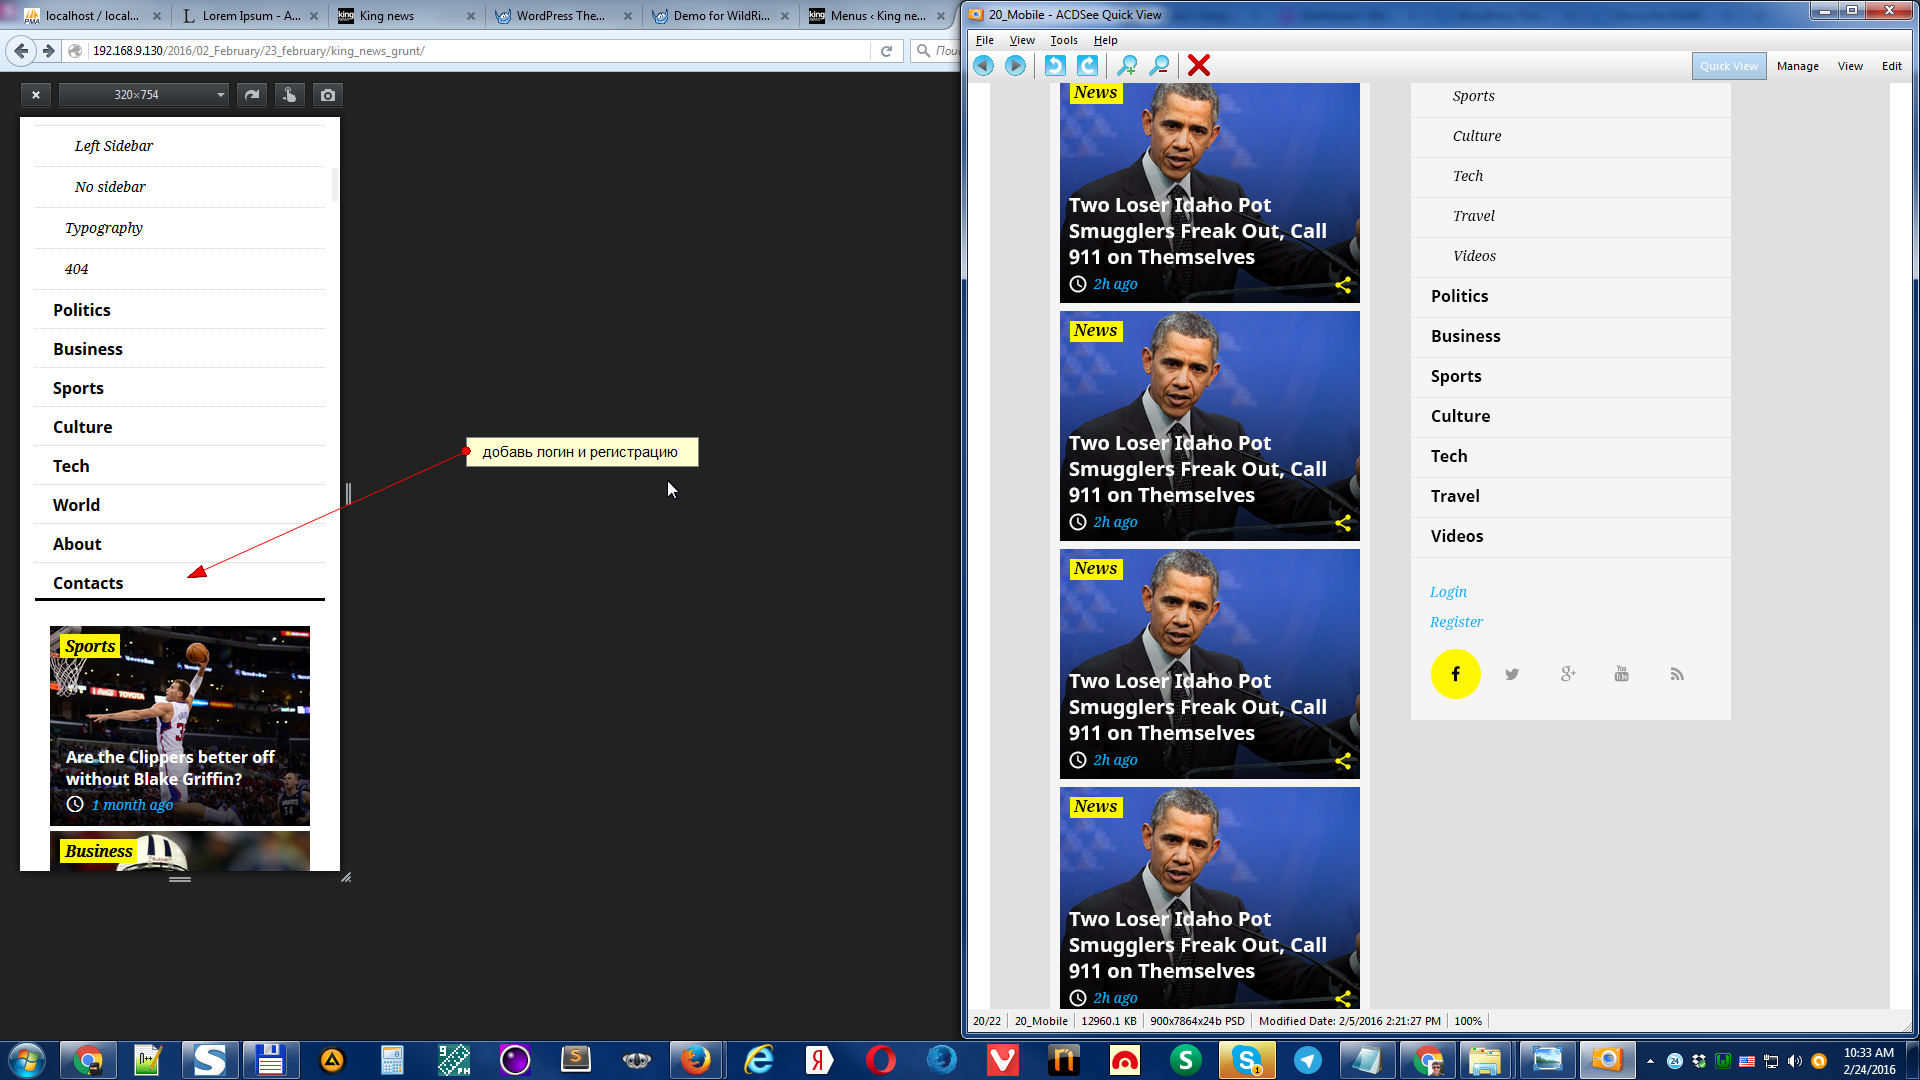 localhost / local...
Lorem Ipsum - A...
King news
WordPress The...
Demo for WildRi...
Menus ‹ King ne...
192.168.9.130/2016/02_February/23_february/king_news_grunt/
Поис
320×754
Left Sidebar
No sidebar
Typography
404
Politics
Business
Sports
Culture
Tech
World
About
Contacts
Sports
Are the Clippers better off
without Blake Griffin?
1 month ago
Business
добавь логин и регистрацию
20_Mobile - ACDSee Quick View
File View Tools Help
Quick View Manage View Edit
News
Two Loser Idaho Pot
Smugglers Freak Out, Call
911 on Themselves
2h ago
News
Two Loser Idaho Pot
Smugglers Freak Out, Call
911 on Themselves
2h ago
News
Two Loser Idaho Pot
Smugglers Freak Out, Call
911 on Themselves
2h ago
News
Two Loser Idaho Pot
Smugglers Freak Out, Call
911 on Themselves
2h ago
Sports
Culture
Tech
Travel
Videos
Politics
Business
Sports
Culture
Tech
Travel
Videos
Login
Register
20/22 20_Mobile 12960.1 KB 900x7864x24b PSD Modified Date: 2/5/2016 2:21:27 PM 100%
10:33 AM
2/24/2016